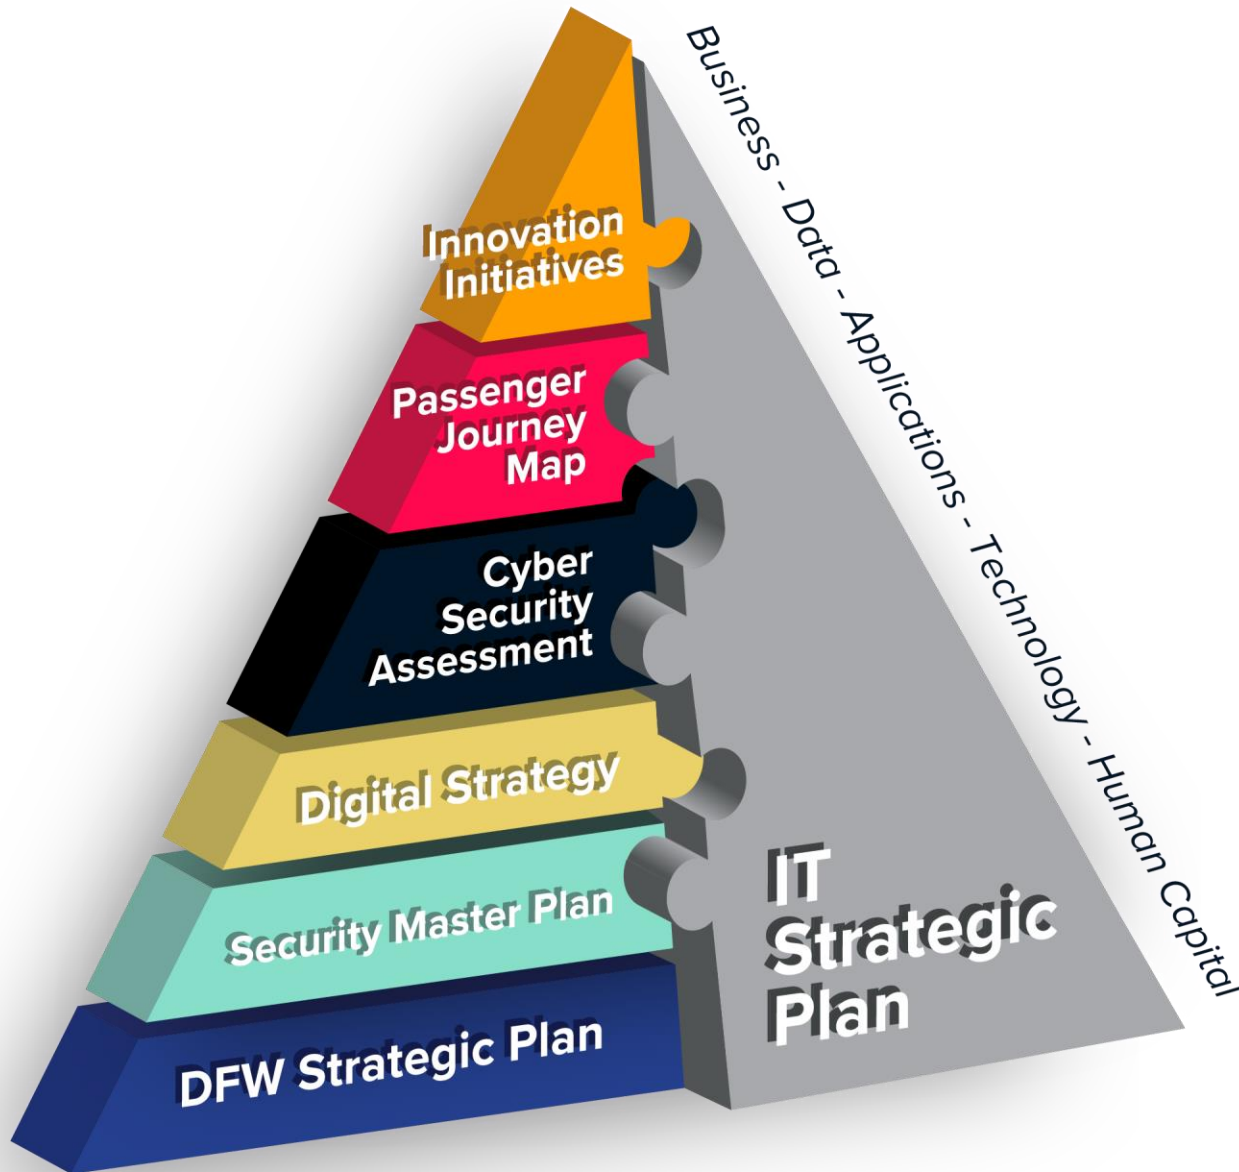 Innovation
Initiatives
Passenger
Journey
Map
Cyber
Security
Assessment
Digital Strategy
Security Master Plan
DFW Strategic Plan
IT
Strategic
Plan
Business - Data - Applications - Technology - Human Capital